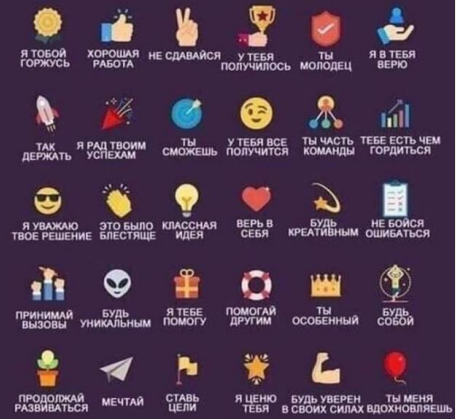 Я ТОБОЙ
ГОРЖУСЬ
ХОРОШАЯ
РАБОТА
НЕ СДАВАЙСЯ
У ТЕБЯ
ПОЛУЧИЛОСЬ
ТЫ
МОЛОДЕЦ
Я В ТЕБЯ
ВЕРЮ
ТАК
ДЕРЖАТЬ
Я РАД ТВОИМ
УСПЕХАМ
ТЫ
СМОЖЕШЬ
У ТЕБЯ ВСЕ
ПОЛУЧИТСЯ
ТЫ ЧАСТЬ
КОМАНДЫ
ТЕБЕ ЕСТЬ ЧЕМ
ГОРДИТЬСЯ
Я УВАЖАЮ
ТВОЕ РЕШЕНИЕ
ЭТО БЫЛО
БЛЕСТЯЩЕ
КЛАССНАЯ
ИДЕЯ
ВЕРЬ В
СЕБЯ
БУДЬ
КРЕАТИВНЫМ
НЕ БОЙСЯ
ОШИБАТЬСЯ
ПРИНИМАЙ
ВЫЗОВЫ
БУДЬ
УНИКАЛЬНЫМ
Я ТЕБЕ
ПОМОГУ
ПОМОГАЙ
ДРУГИМ
ТЫ
ОСОБЕННЫЙ
БУДЬ
СОБОЙ
ПРОДОЛЖАЙ
РАЗВИВАТЬСЯ
МЕЧТАЙ
СТАВЬ
ЦЕЛИ
Я ЦЕНЮ
ТЕБЯ
БУДЬ УВЕРЕН
В СВОИХ СИЛАХ
ТЫ МЕНЯ
ВДОХНОВЛЯЕШЬ